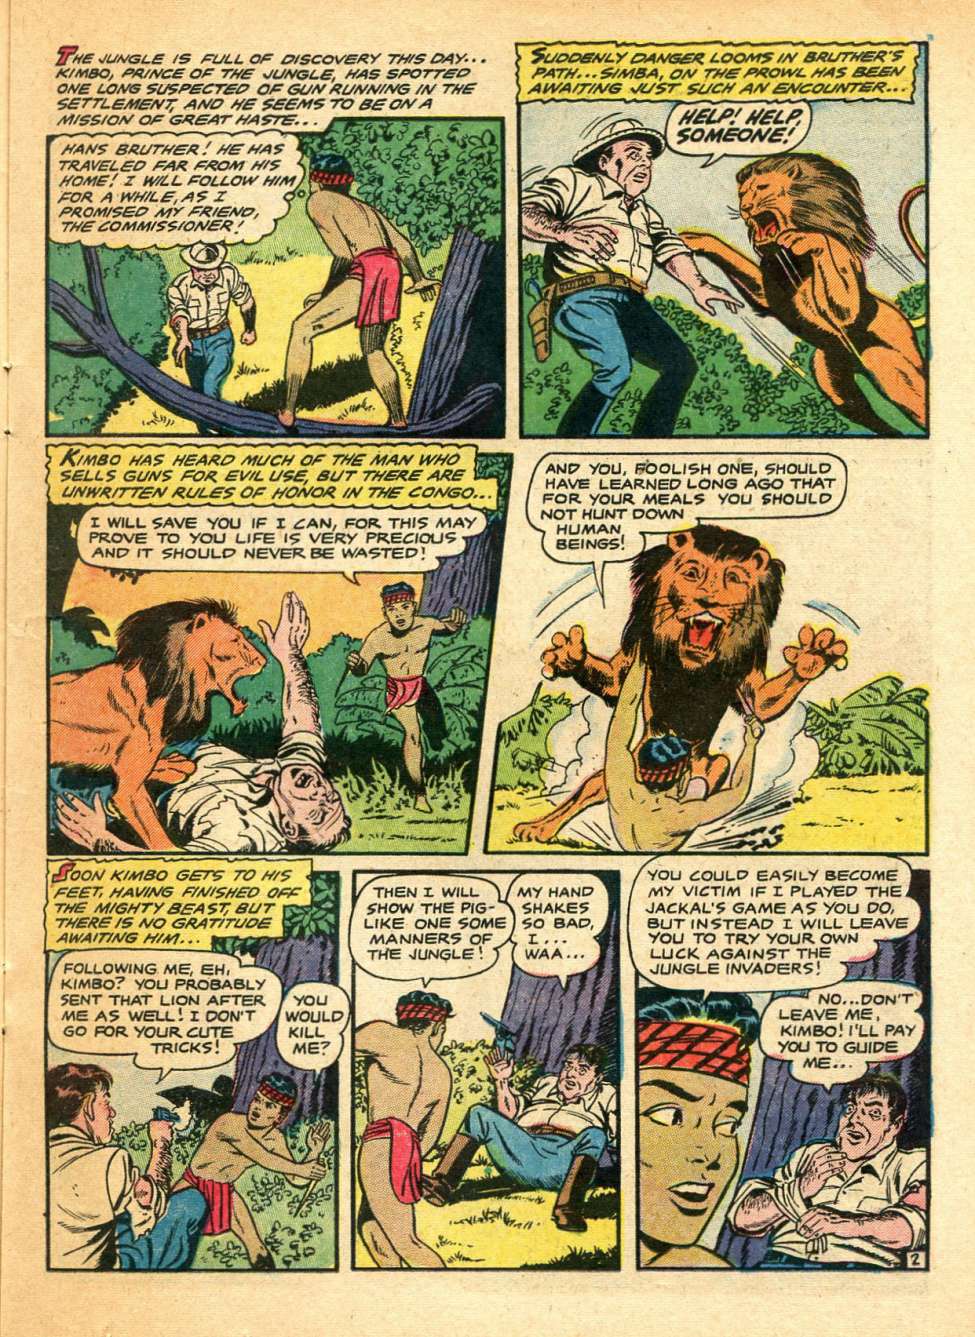 THE JUNGLE IS FULL OF DISCOVERY THIS DAY...
KIMBO, PRINCE OF THE JUNGLE, HAS SPOTTED
ONE LONG SUSPECTED OF GUN RUNNING IN THE
SETTLEMENT, AND HE SEEMS TO BE ON A
MISSION OF GREAT HASTE...
HANS BRUTHER! HE HAS
TRAVELED FAR FROM HIS
HOME! I WILL FOLLOW HIM
FOR A WHILE, AS I
PROMISED MY FRIEND,
THE COMMISSIONER!
SUDDENLY DANGER LOOMS IN BRUTHER'S
PATH...SIMBA, ON THE PROWL HAS BEEN
AWAITING JUST SUCH AN ENCOUNTER...
HELP! HELP,
SOMEONE!
KIMBO HAS HEARD MUCH OF THE MAN WHO
SELLS GUNS FOR EVIL USE, BUT THERE ARE
UNWRITTEN RULES OF HONOR IN THE CONGO...
I WILL SAVE YOU IF I CAN, FOR THIS MAY
PROVE TO YOU LIFE IS VERY PRECIOUS
AND IT SHOULD NEVER BE WASTED!
AND YOU, FOOLISH ONE, SHOULD
HAVE LEARNED LONG AGO THAT
FOR YOUR MEALS YOU SHOULD
NOT HUNT DOWN
HUMAN
BEINGS!
SOON KIMBO GETS TO HIS
FEET, HAVING FINISHED OFF
THE MIGHTY BEAST, BUT
THERE IS NO GRATITUDE
AWAITING HIM...
FOLLOWING ME, EH,
KIMBO? YOU PROBABLY
SENT THAT LION AFTER
ME AS WELL! I DON'T
GO FOR YOUR CUTE
TRICKS!
YOU
WOULD
KILL
ME?
THEN I WILL
SHOW THE PIG-
LIKE ONE SOME
MANNERS OF
THE JUNGLE!
MY HAND
SHAKES
SO BAD,
I...
WAA...
YOU COULD EASILY BECOME
MY VICTIM IF I PLAYED THE
JACKAL'S GAME AS YOU DO,
BUT INSTEAD I WILL LEAVE
YOU TO TRY YOUR OWN
LUCK AGAINST THE
JUNGLE INVADERS!
NO...DON'T
LEAVE ME,
KIMBO! I'LL PAY
YOU TO GUIDE
ME...
2